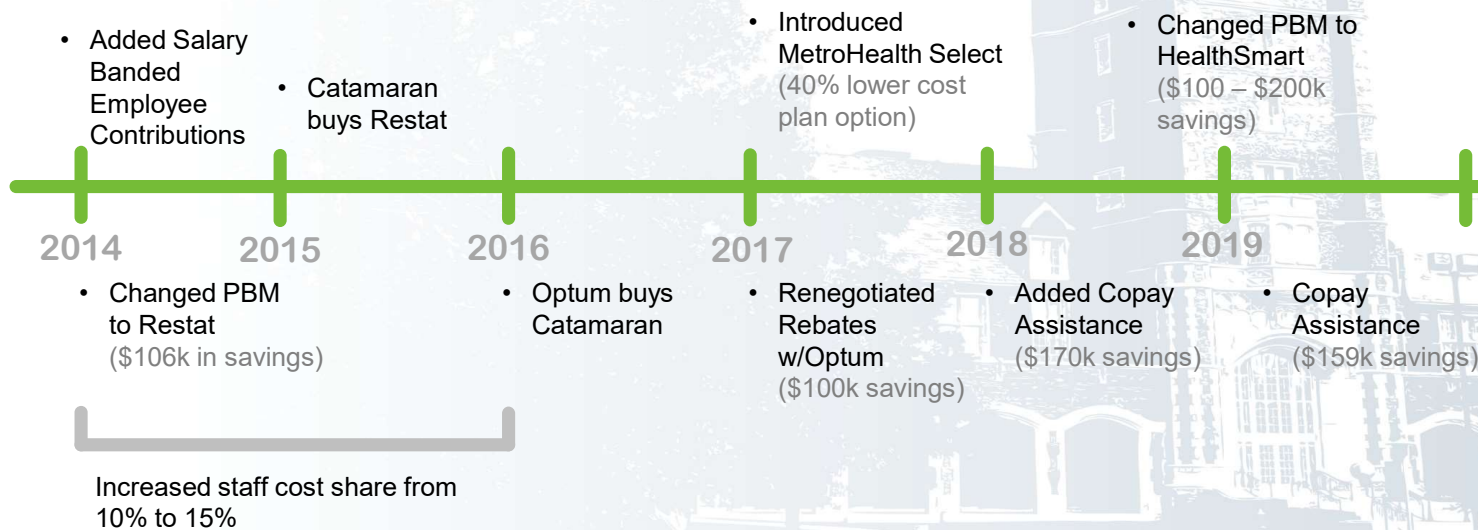 • Added Salary
Banded
Employee
Contributions
• Catamaran
buys Restat
• Introduced
MetroHealth Select
(40% lower cost
plan option)
• Changed PBM to
HealthSmart
($100 – $200k
savings)
2014
2015
2016
2017
2018
2019
• Changed PBM
to Restat
($106k in savings)
• Optum buys
Catamaran
• Renegotiated
Rebates
w/Optum
($100k savings)
• Added Copay
Assistance
($170k savings)
• Copay
Assistance
($159k savings)
Increased staff cost share from
10% to 15%